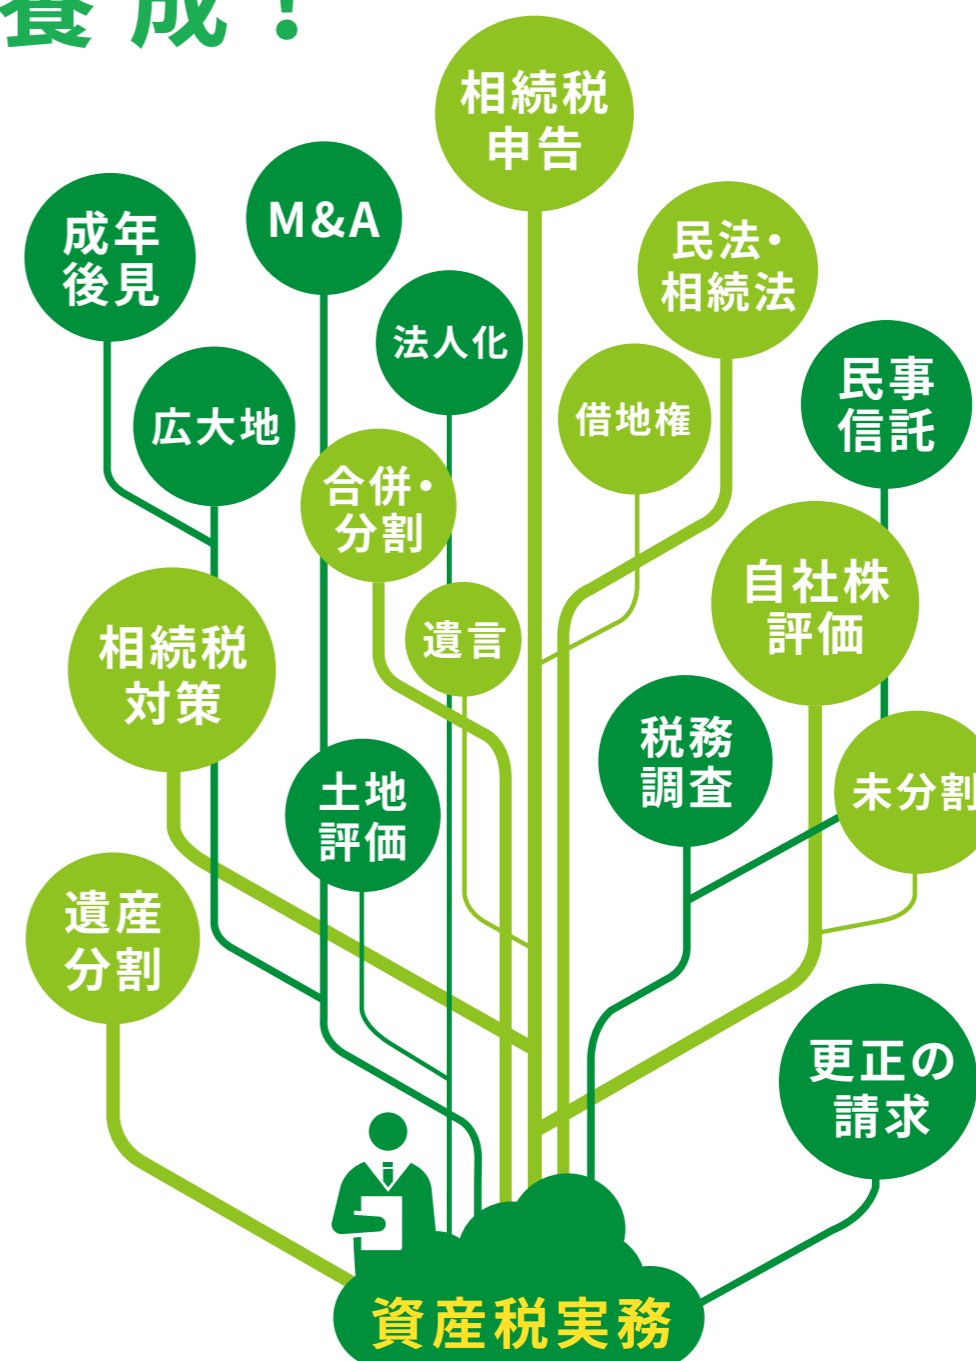 養成！
相続税
申告
成年
後見
M&A
民法・
相続法
法人化
広大地
借地権
民事
信託
合併・
分割
自社株
評価
相続税
対策
遺言
税務
調査
土地
評価
未分割
遺産
分割
更正の
請求
資産税実務